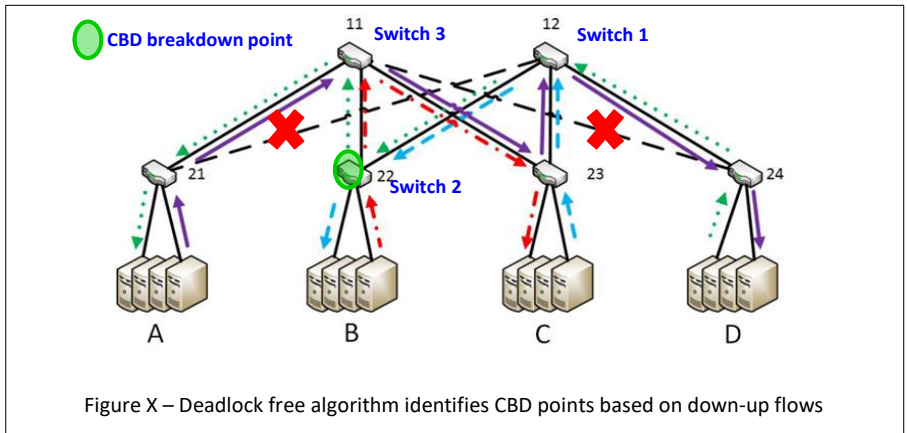 11
Switch 3
12
Switch 1
CBD breakdown point
21
22
Switch 2
23
24
A
B
C
D
Figure X – Deadlock free algorithm identifies CBD points based on down-up flows